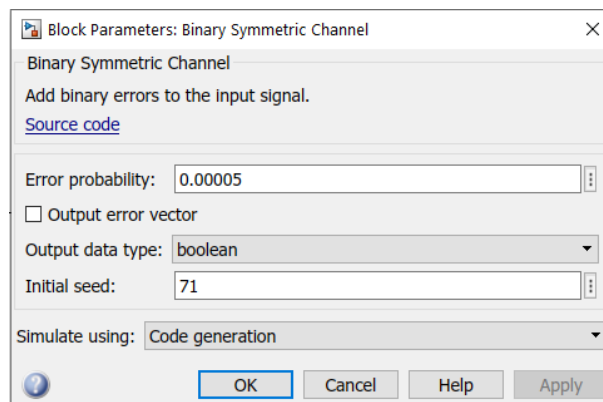 Block Parameters: Binary Symmetric Channel
Binary Symmetric Channel
Add binary errors to the input signal.
Source code
Error probability: 0.00005
Output error vector
Output data type: boolean
Initial seed: 71
Simulate using: Code generation
OK Cancel Help Apply